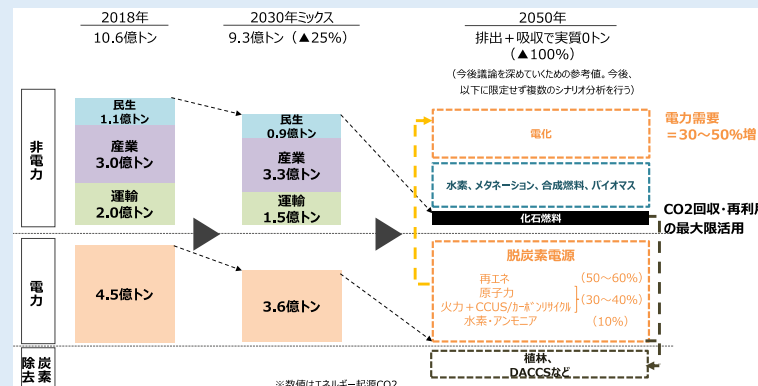 2018年
10.6億トン
2030年ミックス
9.3億トン（▲25%）
2050年
排出＋吸収で実質0トン
（▲100%）
（今後議論を深めていくための参考値。今後、
以下に限定せず複数のシナリオ分析を行う）
非電力
民生
1.1億トン
産業
3.0億トン
運輸
2.0億トン
民生
0.9億トン
産業
3.3億トン
運輸
1.5億トン
電化
電力需要
＝30～50%増
水素、メタネーション、合成燃料、バイオマス
化石燃料
CO2回収・再利用
の最大限活用
電力
4.5億トン
3.6億トン
脱炭素電源
再エネ （50～60%）
原子力
火力＋CCUS/カーボンリサイクル （30～40%）
水素・アンモニア （10%）
炭素除去
植林、
DACCSなど
※数値はエネルギー起源CO2